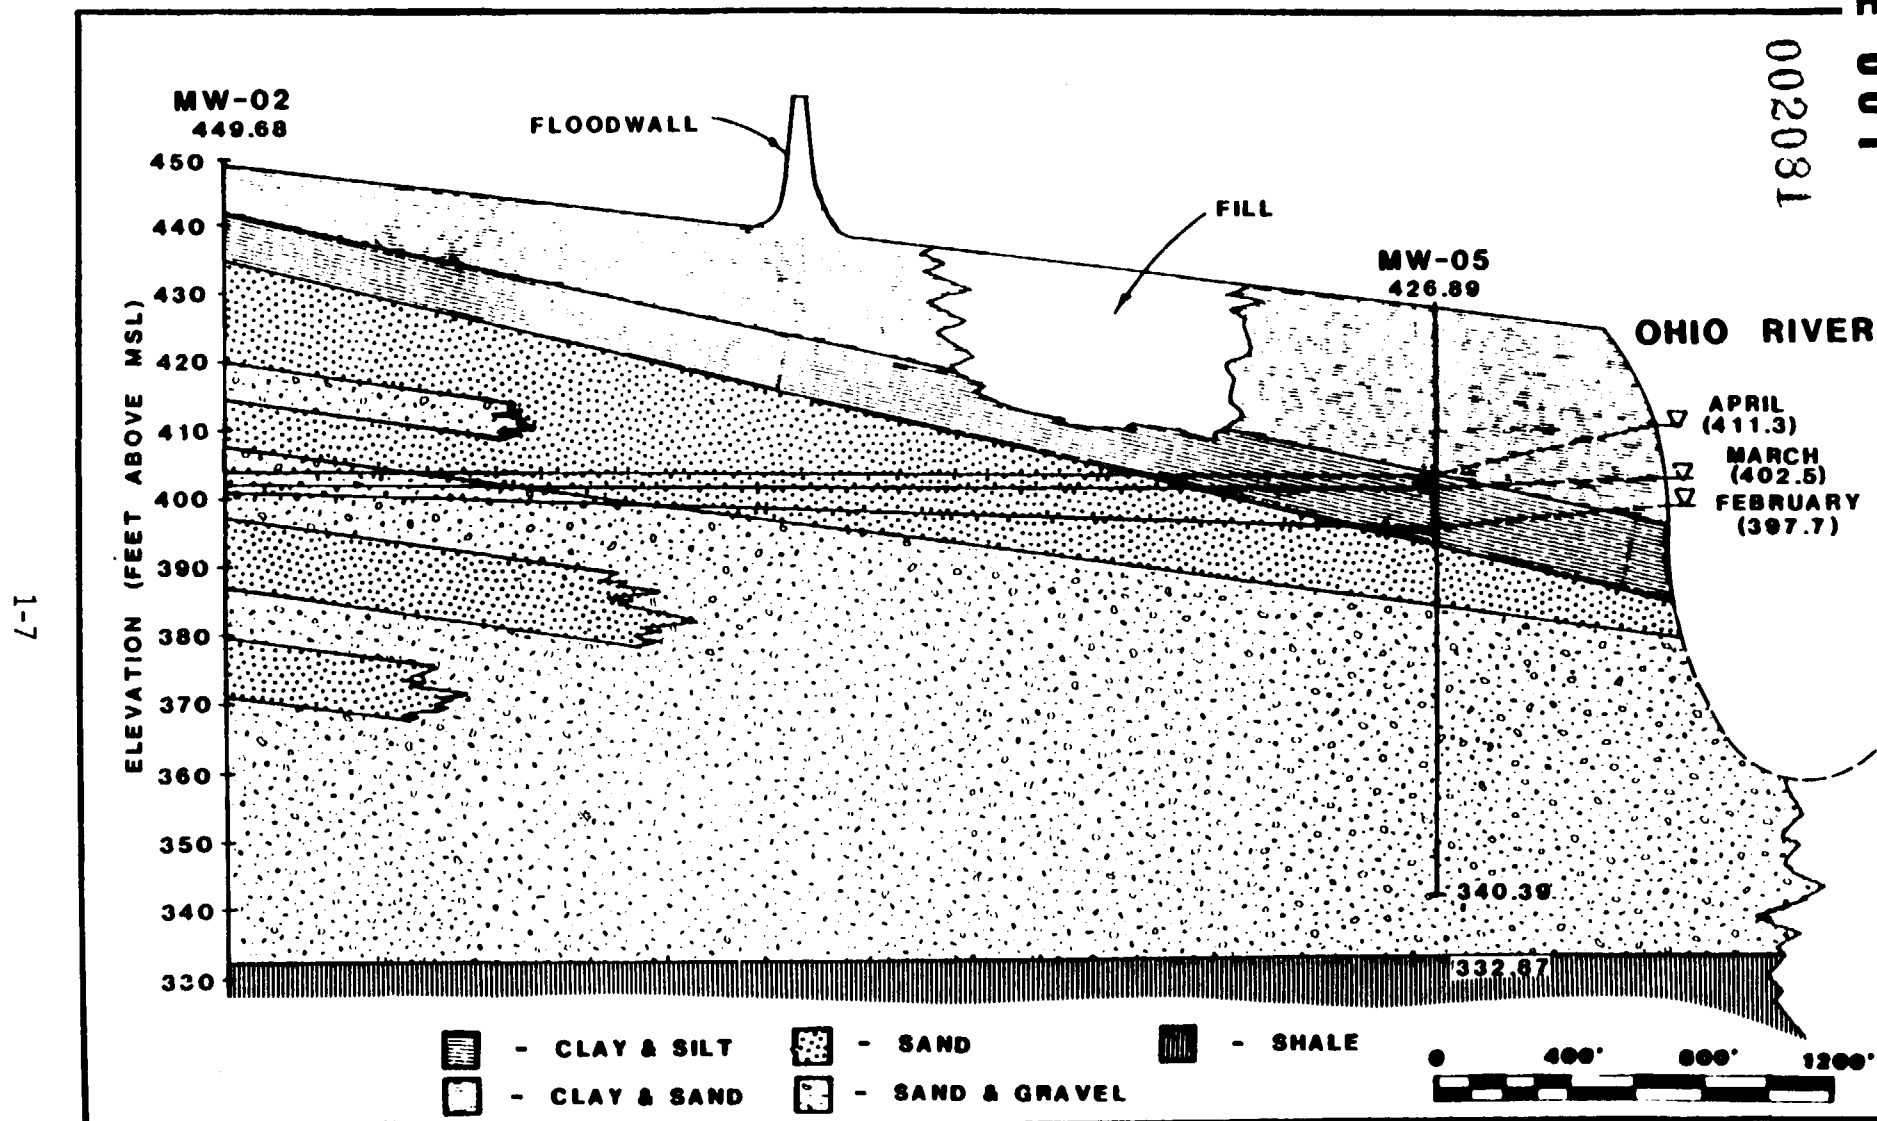 002081
MW-02
449.68
FLOODWALL
FILL
MW-05
426.89
OHIO RIVER
APRIL
(411.3)
MARCH
(402.5)
FEBRUARY
(397.7)
ELEVATION (FEET ABOVE MSL)
450
440
430
420
410
400
390
380
370
360
350
340
330
340.39
332.87
1-7
- CLAY & SILT
- SAND
- SHALE
- CLAY & SAND
- SAND & GRAVEL
0 400' 800' 1200'